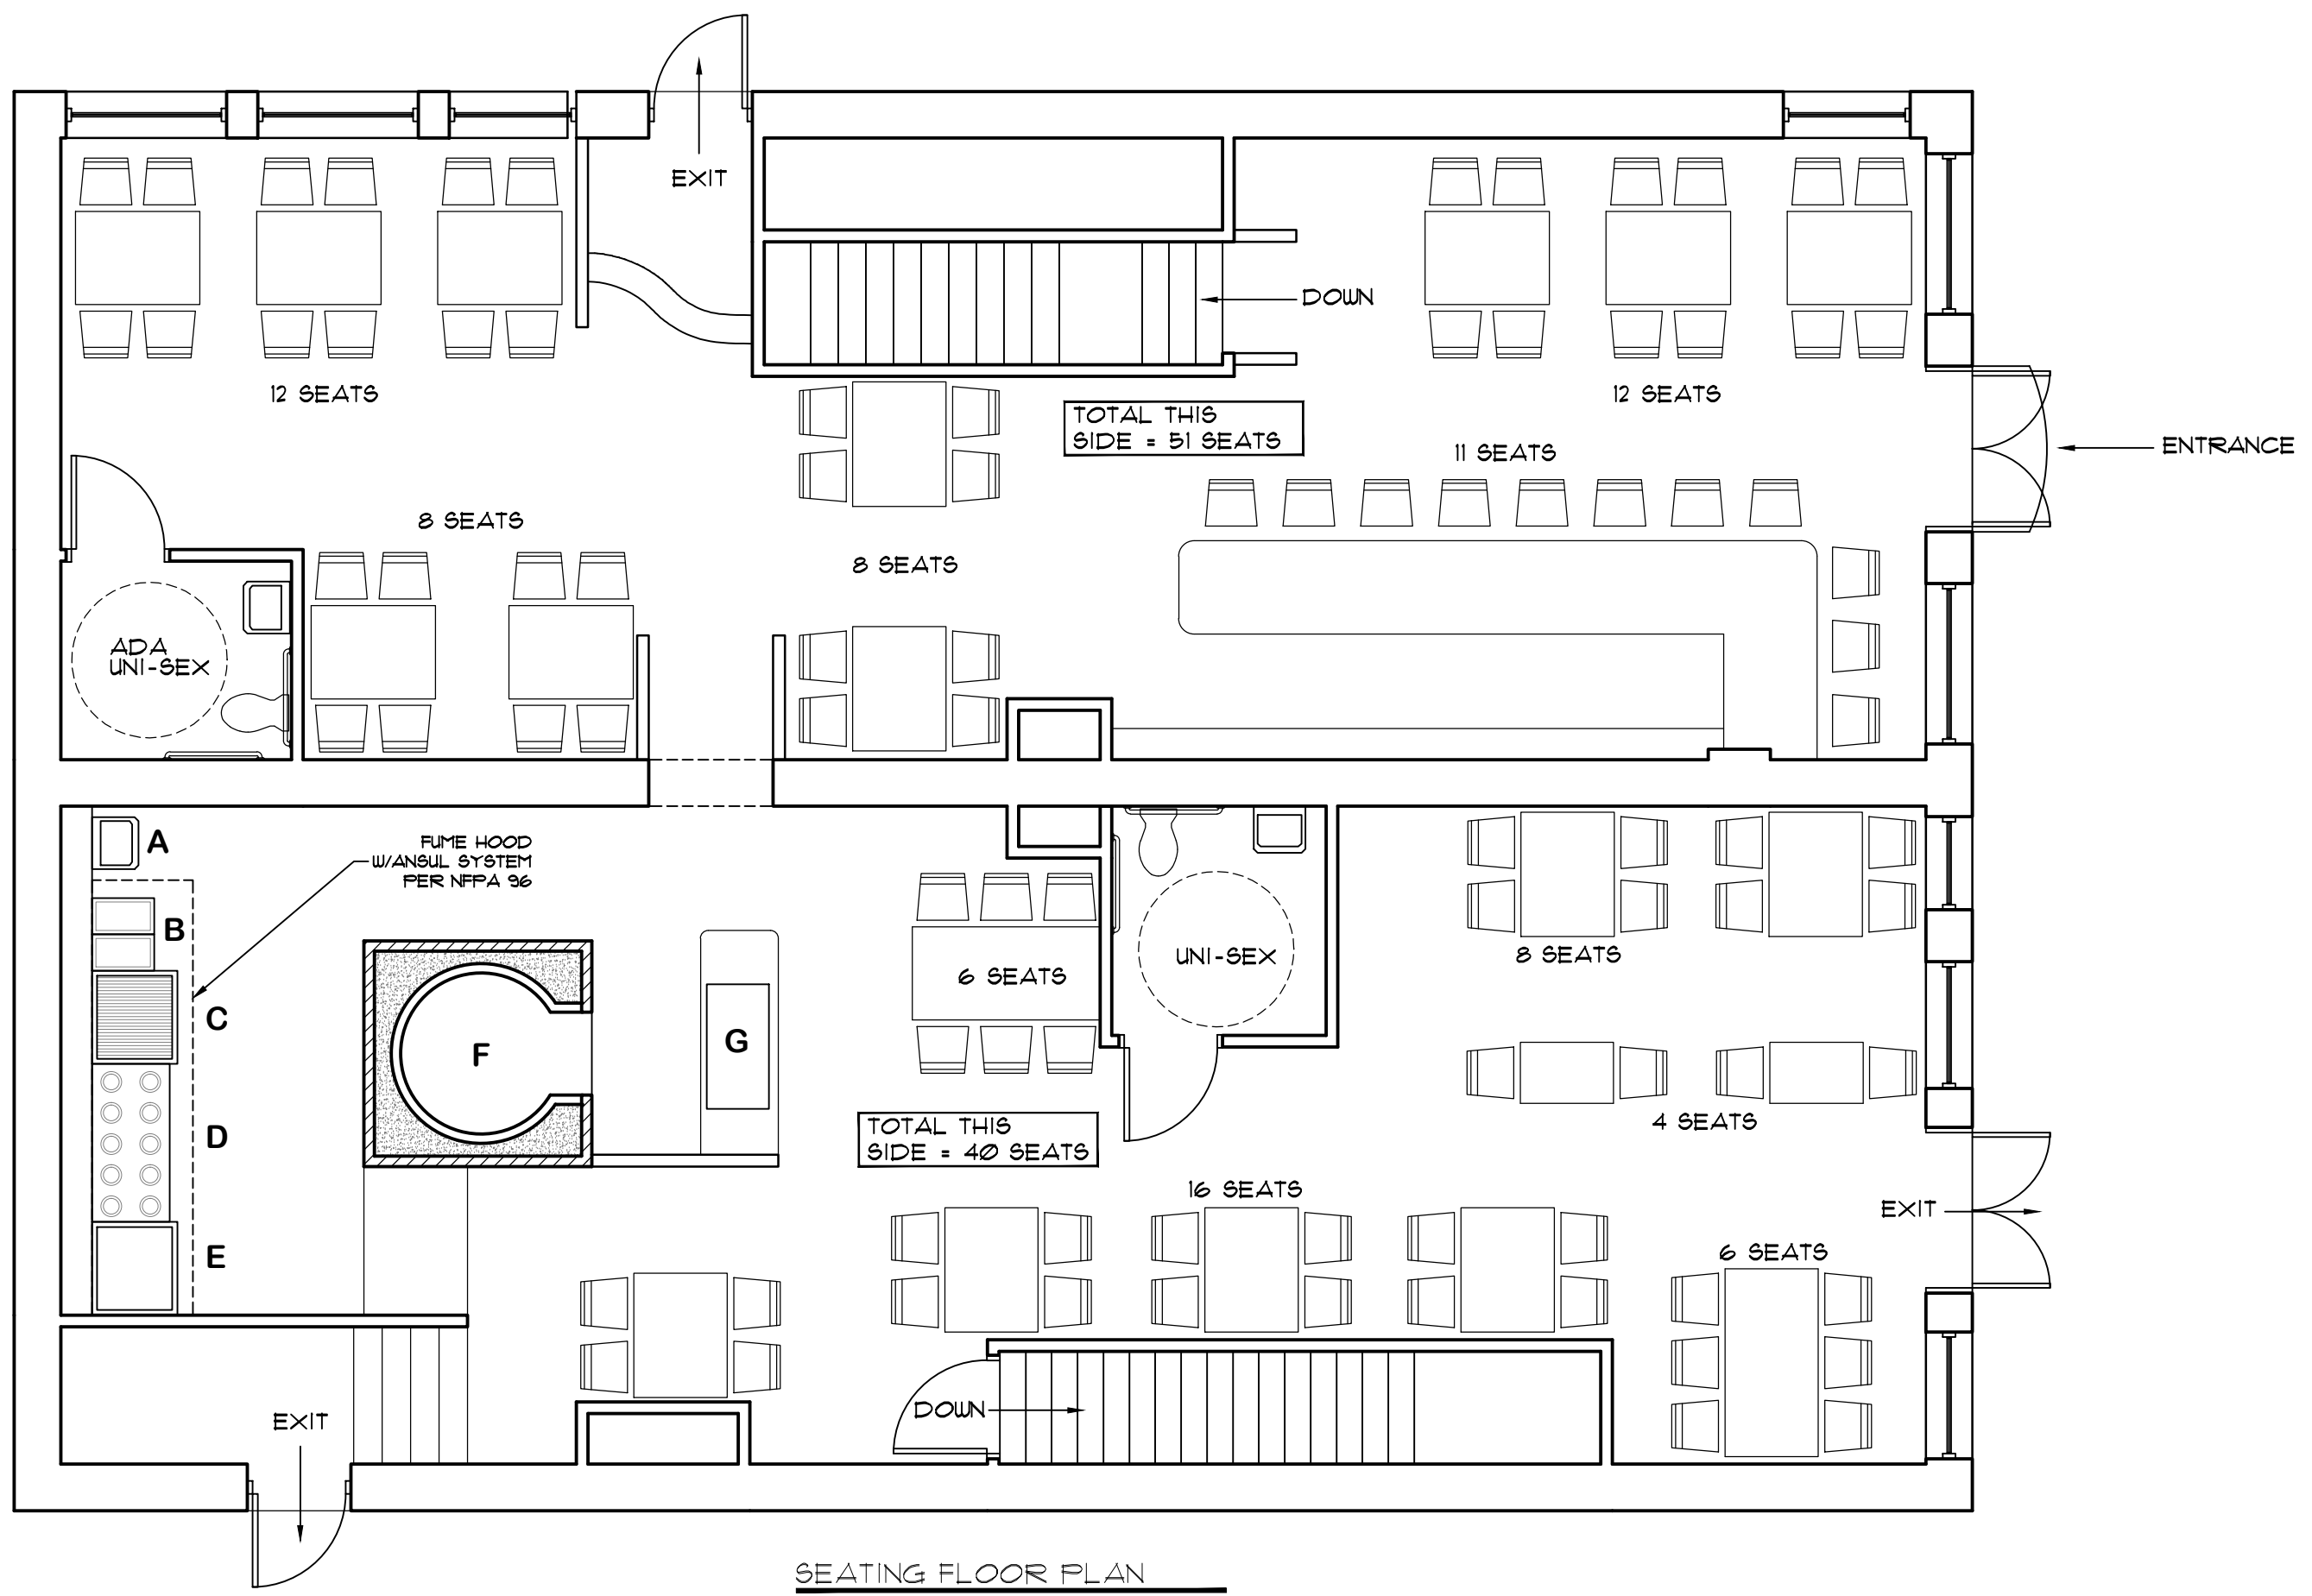 EXIT
DOWN
12 SEATS
12 SEATS
TOTAL THIS
SIDE = 51 SEATS
ENTRANCE
11 SEATS
8 SEATS
8 SEATS
ADA
UNI-SEX
A
FUME HOOD
W/ANSUL SYSTEM
PER NFPA 96
B
C
D
E
F
G
6 SEATS
UNI-SEX
8 SEATS
4 SEATS
TOTAL THIS
SIDE = 40 SEATS
16 SEATS
EXIT
6 SEATS
DOWN
EXIT
SEATING FLOOR PLAN